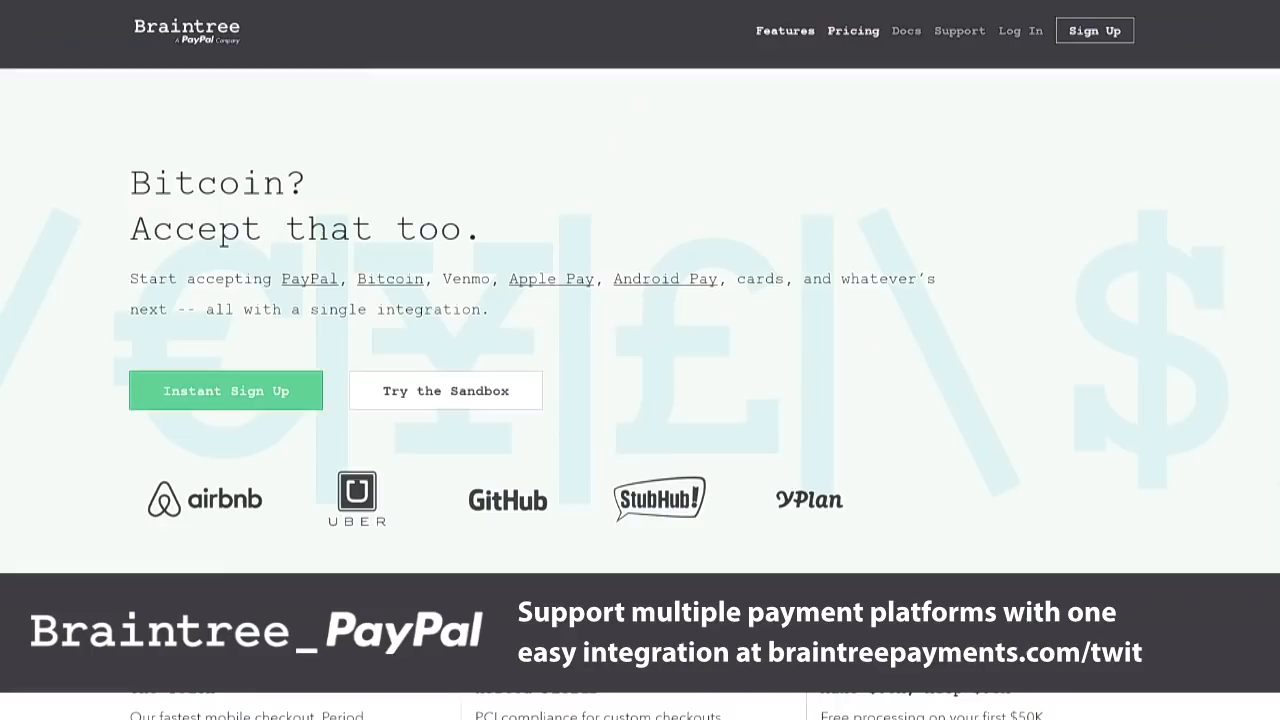 Braintree
A PayPal Company
Features Pricing Docs Support Log In Sign Up
Bitcoin?
Accept that too.
Start accepting PayPal, Bitcoin, Venmo, Apple Pay, Android Pay, cards, and whatever's
next -- all with a single integration.
Instant Sign Up Try the Sandbox
airbnb UBER GitHub StubHub! YPlan
Braintree_PayPal
Support multiple payment platforms with one
easy integration at braintreepayments.com/twit
Our fastest mobile checkout. Period PCI compliance for custom checkouts Free processing on your first $50K